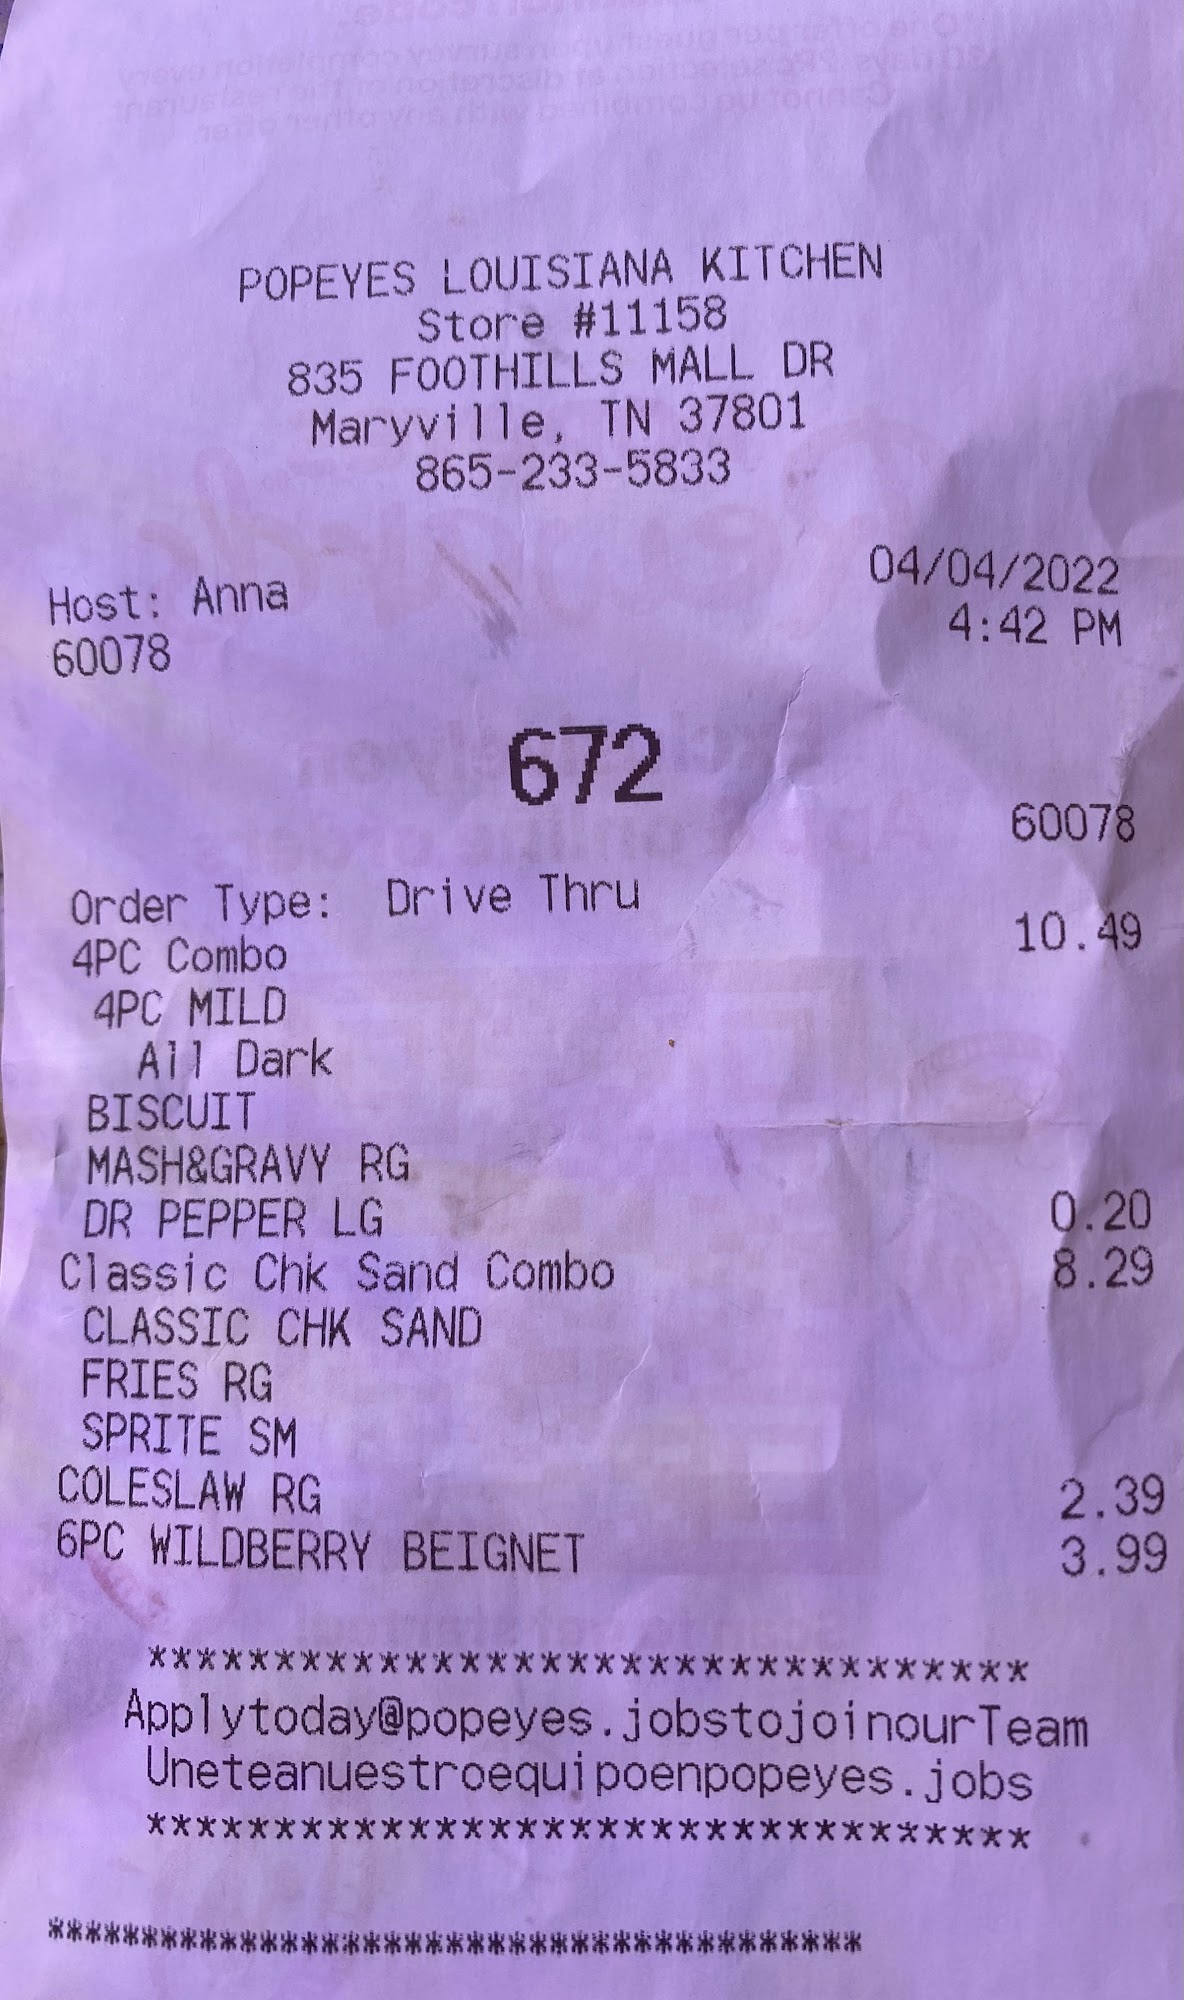 POPEYES LOUISIANA KITCHEN
Store #11158
835 FOOTHILLS MALL DR
Maryville, TN 37801
865-233-5833
04/04/2022
Host: Anna
4:42 PM
60078
672
60078
Order Type: Drive Thru
4PC Combo 10.49
4PC MILD
All Dark
BISCUIT
MASH&GRAVY RG
DR PEPPER LG 0.20
Classic Chk Sand Combo 8.29
CLASSIC CHK SAND
FRIES RG
SPRITE SM
COLESLAW RG 2.39
6PC WILDBERRY BEIGNET 3.99
*********************************
Applytoday@popeyes.jobstojoinourTeam
Uneteanuestroequipoenpopeyes.jobs
*********************************
******************************************